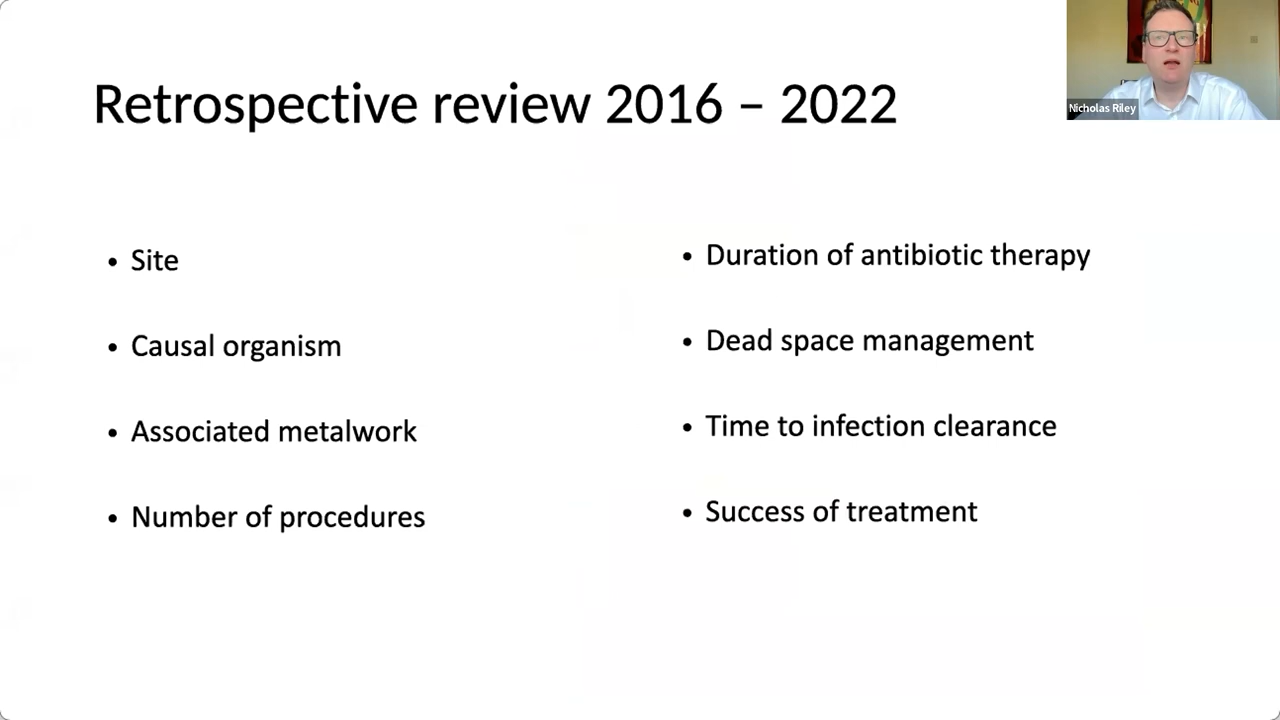 Retrospective review 2016 – 2022
Nicholas Riley
• Site
• Causal organism
• Associated metalwork
• Number of procedures
• Duration of antibiotic therapy
• Dead space management
• Time to infection clearance
• Success of treatment